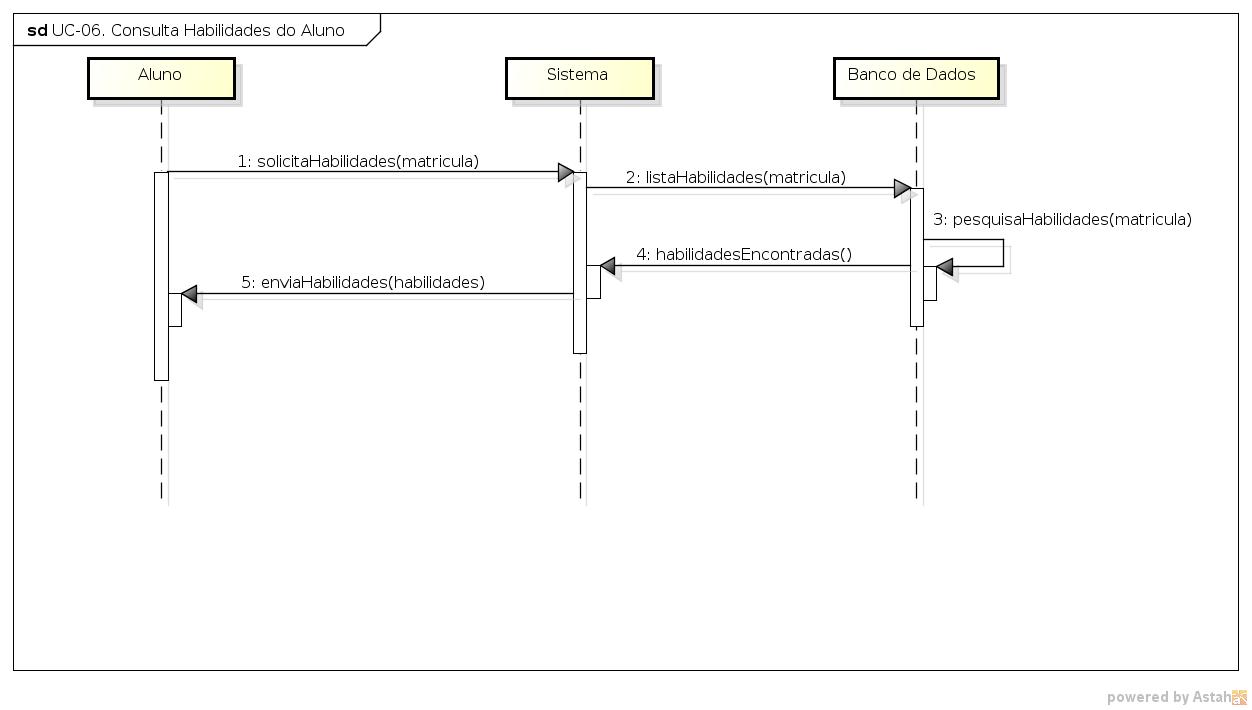 sd UC-06. Consulta Habilidades do Aluno
Aluno
Sistema
Banco de Dados
1: solicitaHabilidades(matricula)
2: listaHabilidades(matricula)
3: pesquisaHabilidades(matricula)
4: habilidadesEncontradas()
5: enviaHabilidades(habilidades)
powered by Astah